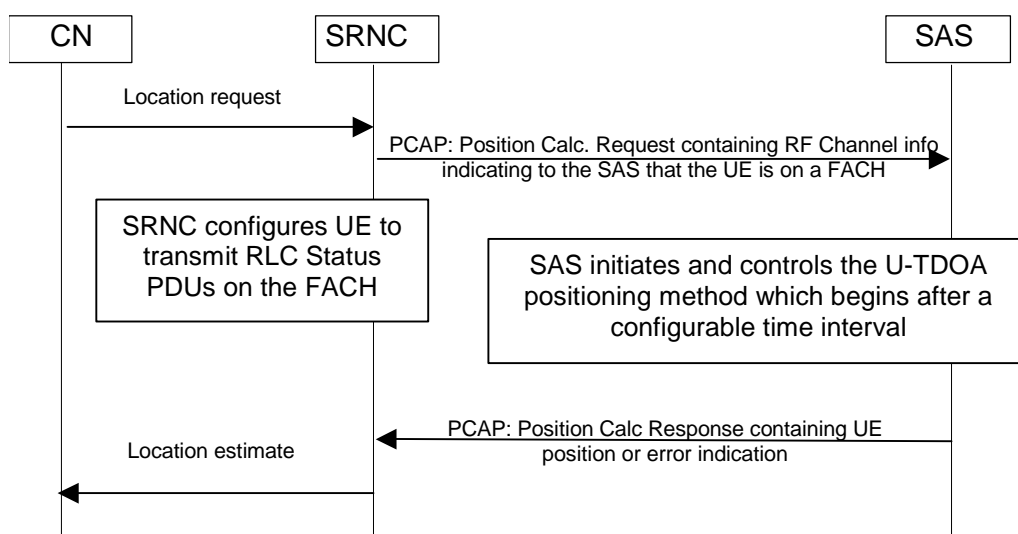 CN
SRNC
SAS
Location request
PCAP: Position Calc. Request containing RF Channel info
indicating to the SAS that the UE is on a FACH
SRNC configures UE to
transmit RLC Status
PDUs on the FACH
SAS initiates and controls the U-TDOA
positioning method which begins after a
configurable time interval
PCAP: Position Calc Response containing UE
position or error indication
Location estimate